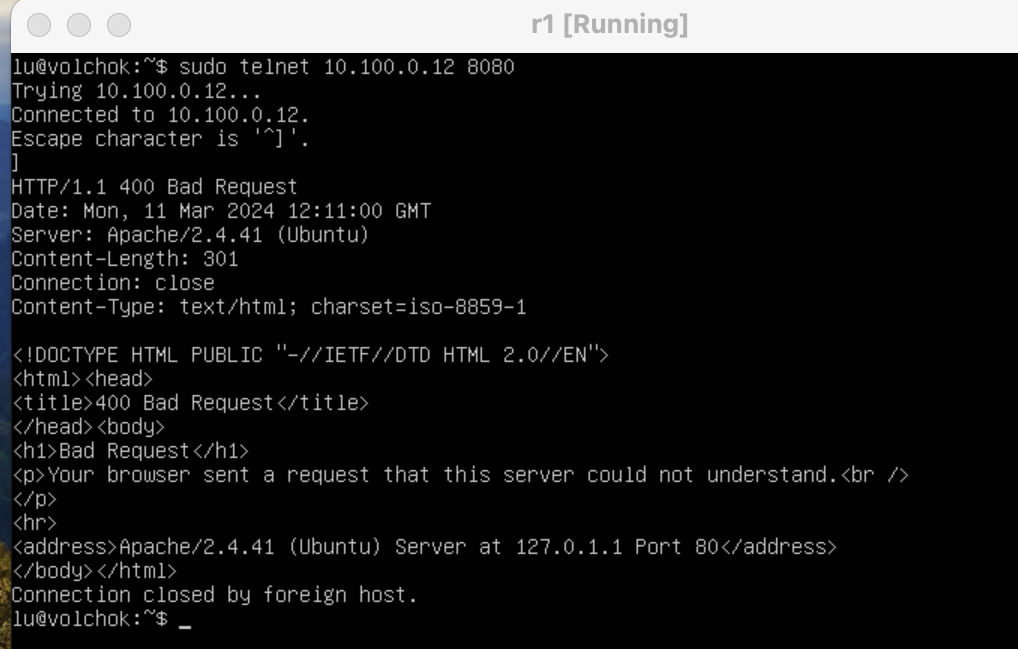 r1 [Running]
lu@volchok:~$ sudo telnet 10.100.0.12 8080
Trying 10.100.0.12...
Connected to 10.100.0.12.
Escape character is '^]'.
]
HTTP/1.1 400 Bad Request
Date: Mon, 11 Mar 2024 12:11:00 GMT
Server: Apache/2.4.41 (Ubuntu)
Content-Length: 301
Connection: close
Content-Type: text/html; charset=iso-8859-1

<!DOCTYPE HTML PUBLIC "-//IETF//DTD HTML 2.0//EN">
<html><head>
<title>400 Bad Request</title>
</head><body>
<h1>Bad Request</h1>
<p>Your browser sent a request that this server could not understand.<br />
</p>
<hr>
<address>Apache/2.4.41 (Ubuntu) Server at 127.0.1.1 Port 80</address>
</body></html>
Connection closed by foreign host.
lu@volchok:~$ _